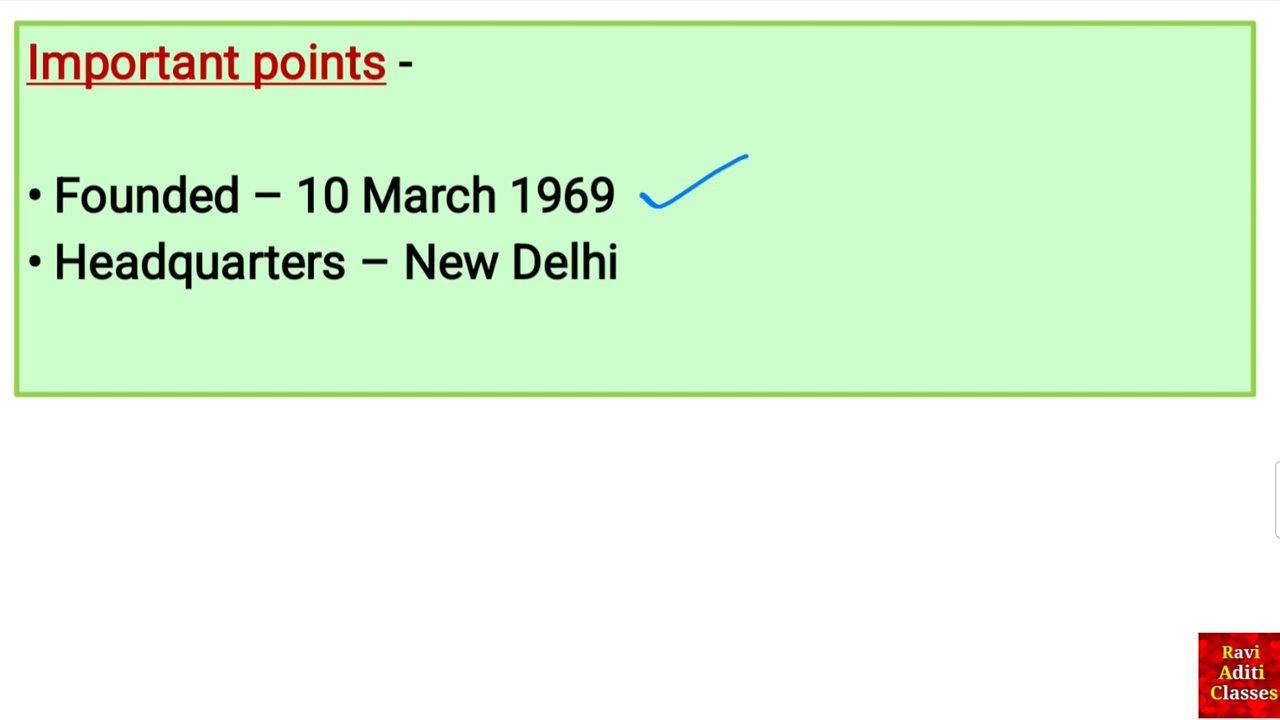 Important points -
• Founded – 10 March 1969
• Headquarters – New Delhi
Ravi
Aditi
Classes